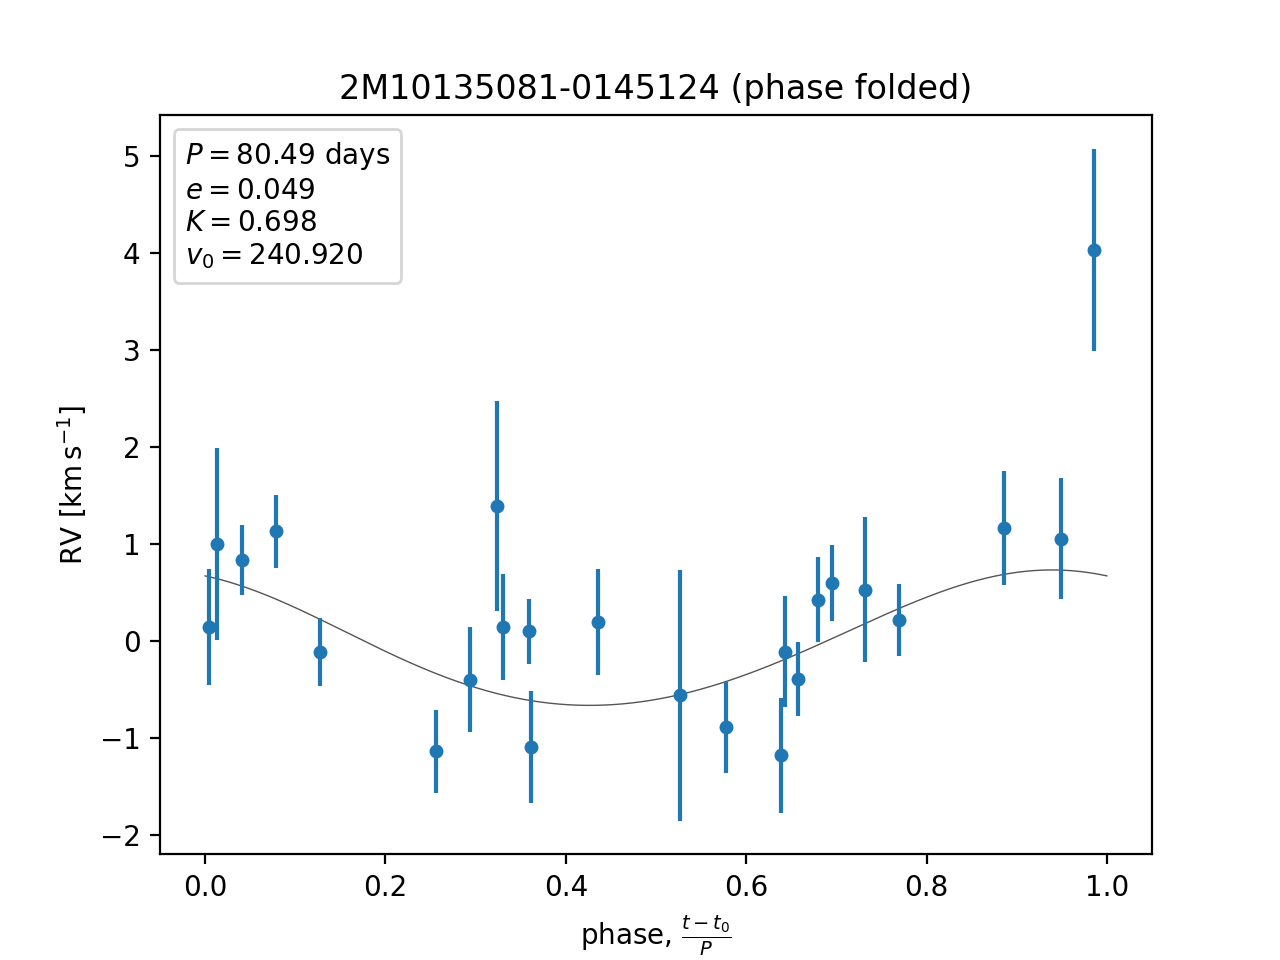 2M10135081-0145124 (phase folded)
P = 80.49 days
e = 0.049
K = 0.698
v₀ = 240.920
5
4
3
2
1
0
−1
−2
RV [km s⁻¹]
0.0 0.2 0.4 0.6 0.8 1.0
phase, (t − t₀)/P